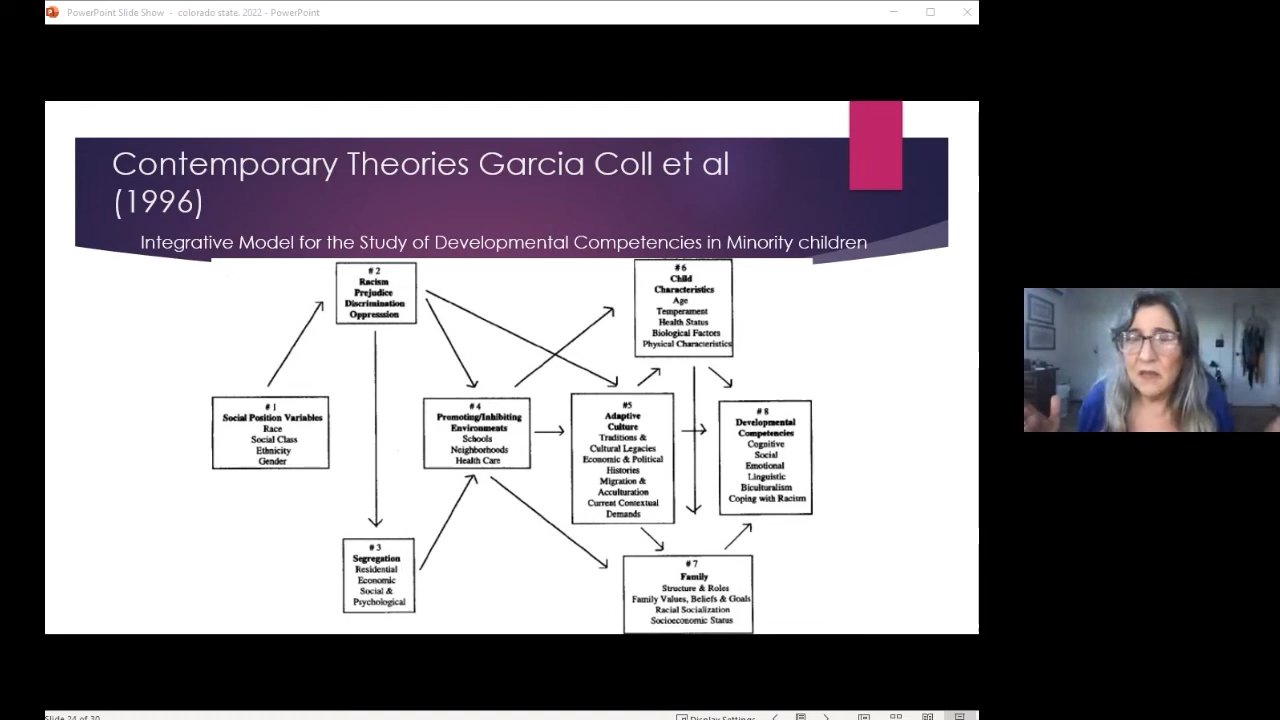 PowerPoint Slide Show - colorado state. 2022 - PowerPoint
Contemporary Theories Garcia Coll et al
(1996)
Integrative Model for the Study of Developmental Competencies in Minority children
#2
Racism
Prejudice
Discrimination
Oppression
#6
Child
Characteristics
Age
Temperament
Health Status
Biological Factors
Physical Characteristics
#1
Social Position Variables
Race
Social Class
Ethnicity
Gender
#4
Promoting/Inhibiting
Environments
Schools
Neighborhoods
Health Care
#5
Adaptive
Culture
Traditions &
Cultural Legacies
Economic & Political
Histories
Migration &
Acculturation
Current Contextual
Demands
#8
Developmental
Competencies
Cognitive
Social
Emotional
Linguistic
Biculturalism
Coping with Racism
#3
Segregation
Residential
Economic
Social &
Psychological
#7
Family
Structure & Roles
Family Values, Beliefs & Goals
Racial Socialization
Socioeconomic Status
Slide 24 of 30
Display Settings